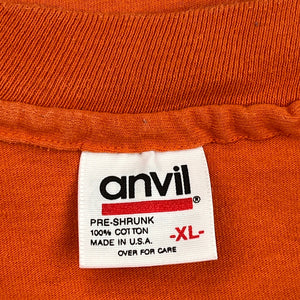 anvil®
PRE-SHRUNK
100% COTTON
MADE IN U.S.A.
-XL-
OVER FOR CARE